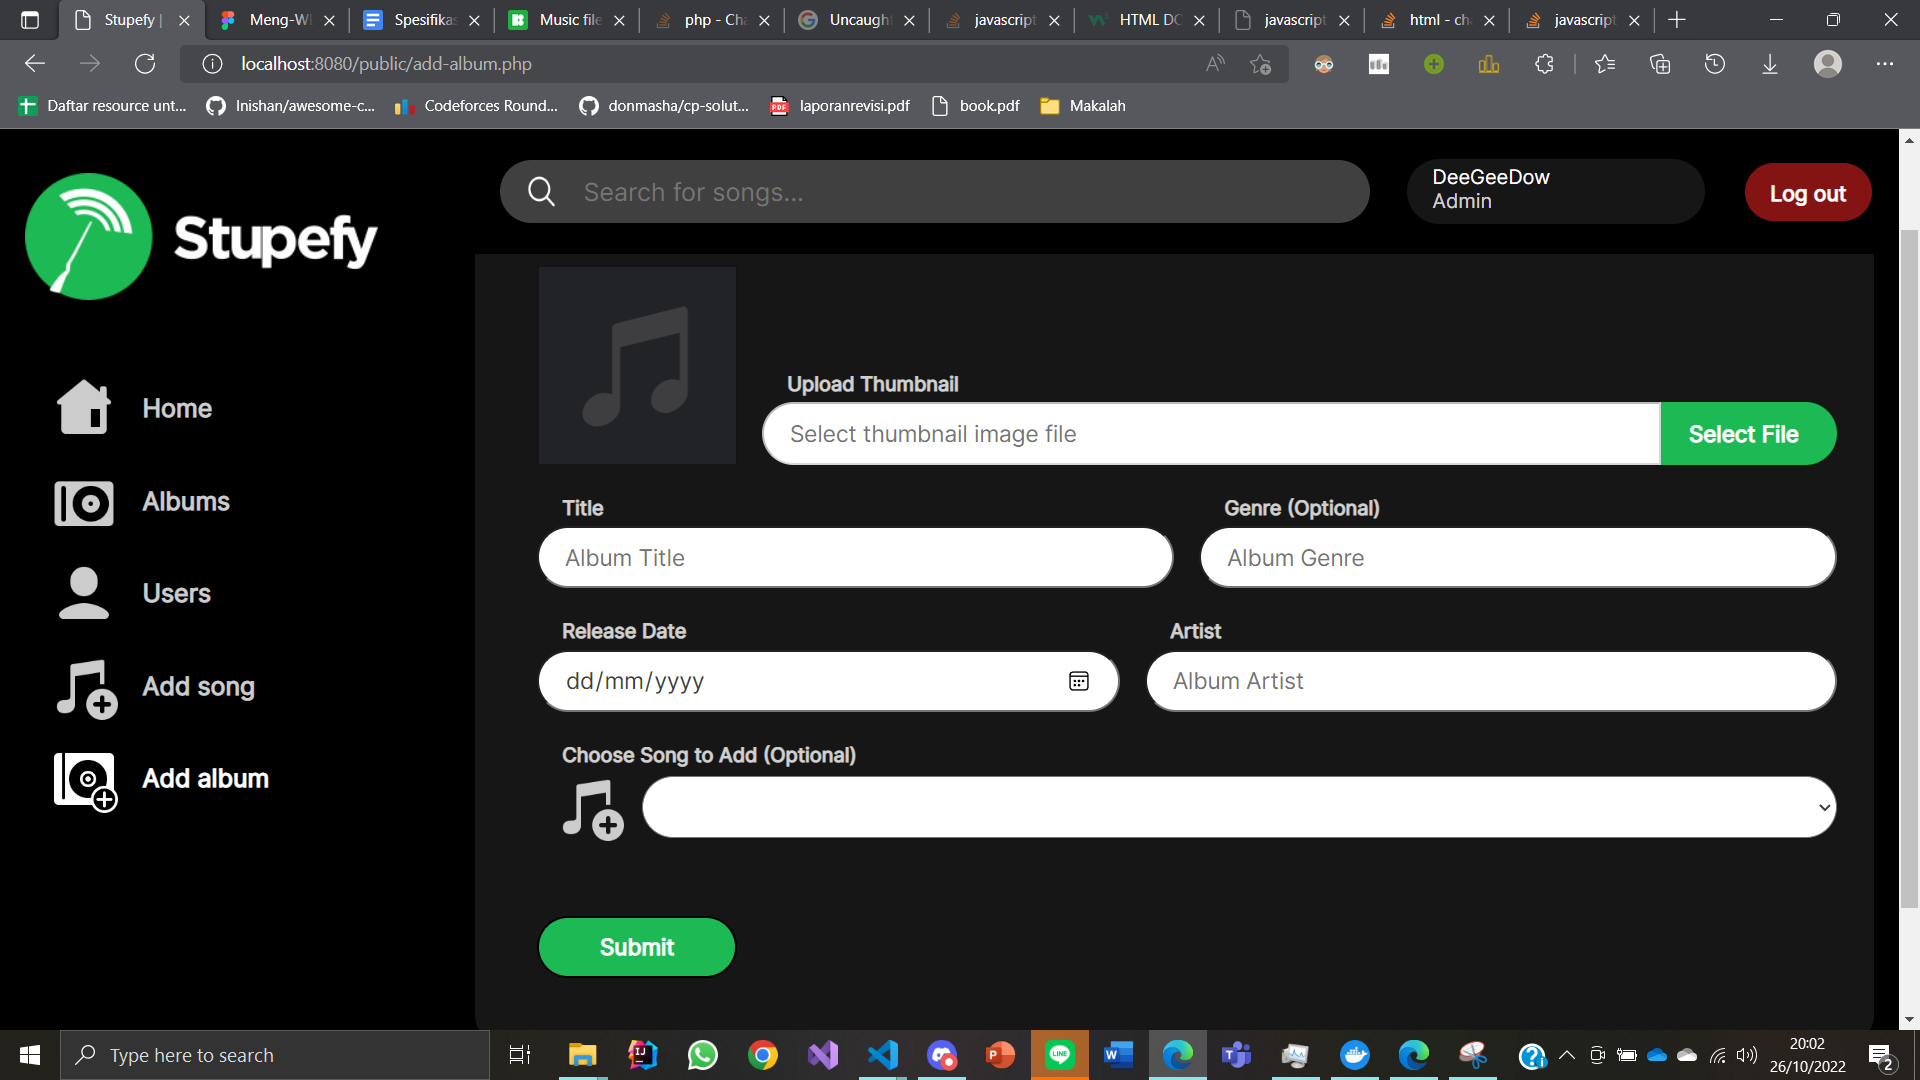 Stupefy |
Meng-W
Spesifikas
Music file
php - Cha
Uncaught
javascript
HTML DO
javascript
html - cha
javascript
localhost:8080/public/add-album.php
Daftar resource unt...
Inishan/awesome-c...
Codeforces Round...
donmasha/cp-solut...
laporanrevisi.pdf
book.pdf
Makalah
Stupefy
Search for songs...
DeeGeeDow
Admin
Log out
Home
Albums
Users
Add song
Add album
Upload Thumbnail
Select thumbnail image file
Select File
Title
Genre (Optional)
Album Title
Album Genre
Release Date
Artist
dd/mm/yyyy
Album Artist
Choose Song to Add (Optional)
Submit
Type here to search
20:02
26/10/2022
2